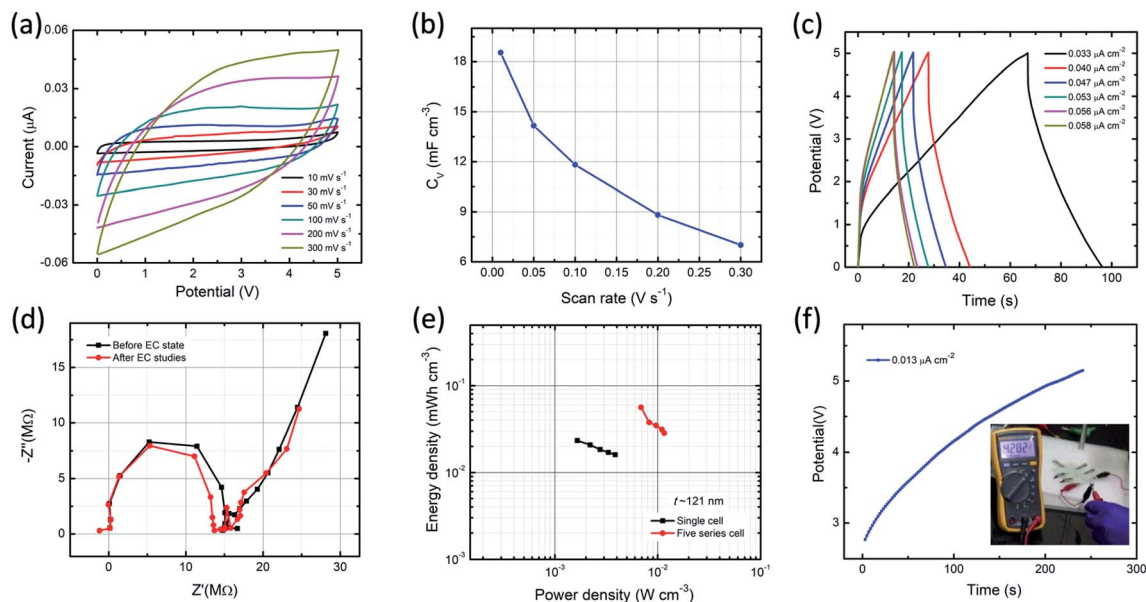 (a)
0.06
0.03
0.00
-0.03
-0.06
Current (μA)
10 mV s⁻¹
30 mV s⁻¹
50 mV s⁻¹
100 mV s⁻¹
200 mV s⁻¹
300 mV s⁻¹
0 1 2 3 4 5
Potential (V)
(b)
18
15
12
9
6
C_V (mF cm⁻³)
0.00 0.05 0.10 0.15 0.20 0.25 0.30
Scan rate (V s⁻¹)
(c)
6
5
4
3
2
1
0
Potential (V)
0.033 μA cm⁻²
0.040 μA cm⁻²
0.047 μA cm⁻²
0.053 μA cm⁻²
0.056 μA cm⁻²
0.058 μA cm⁻²
0 20 40 60 80 100
Time (s)
(d)
15
10
5
0
-Z"(MΩ)
Before EC state
After EC studies
0 10 20 30 40
Z'(MΩ)
(e)
10⁻¹
10⁻²
10⁻³
Energy density (mWh cm⁻³)
t~121 nm
Single cell
Five series cell
10⁻³ 10⁻² 10⁻¹
Power density (W cm⁻³)
(f)
5
4
3
Potential(V)
0.013 μA cm⁻²
4.282
0 100 200 300
Time (s)